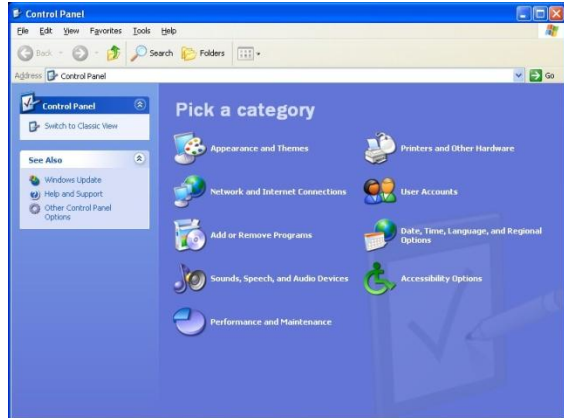 Control Panel
File Edit View Favorites Tools Help
Back Search Folders
Address Control Panel Go
Control Panel
Switch to Classic View
See Also
Windows Update
Help and Support
Other Control Panel
Options
Pick a category
Appearance and Themes
Printers and Other Hardware
Network and Internet Connections
User Accounts
Add or Remove Programs
Date, Time, Language, and Regional
Options
Sounds, Speech, and Audio Devices
Accessibility Options
Performance and Maintenance